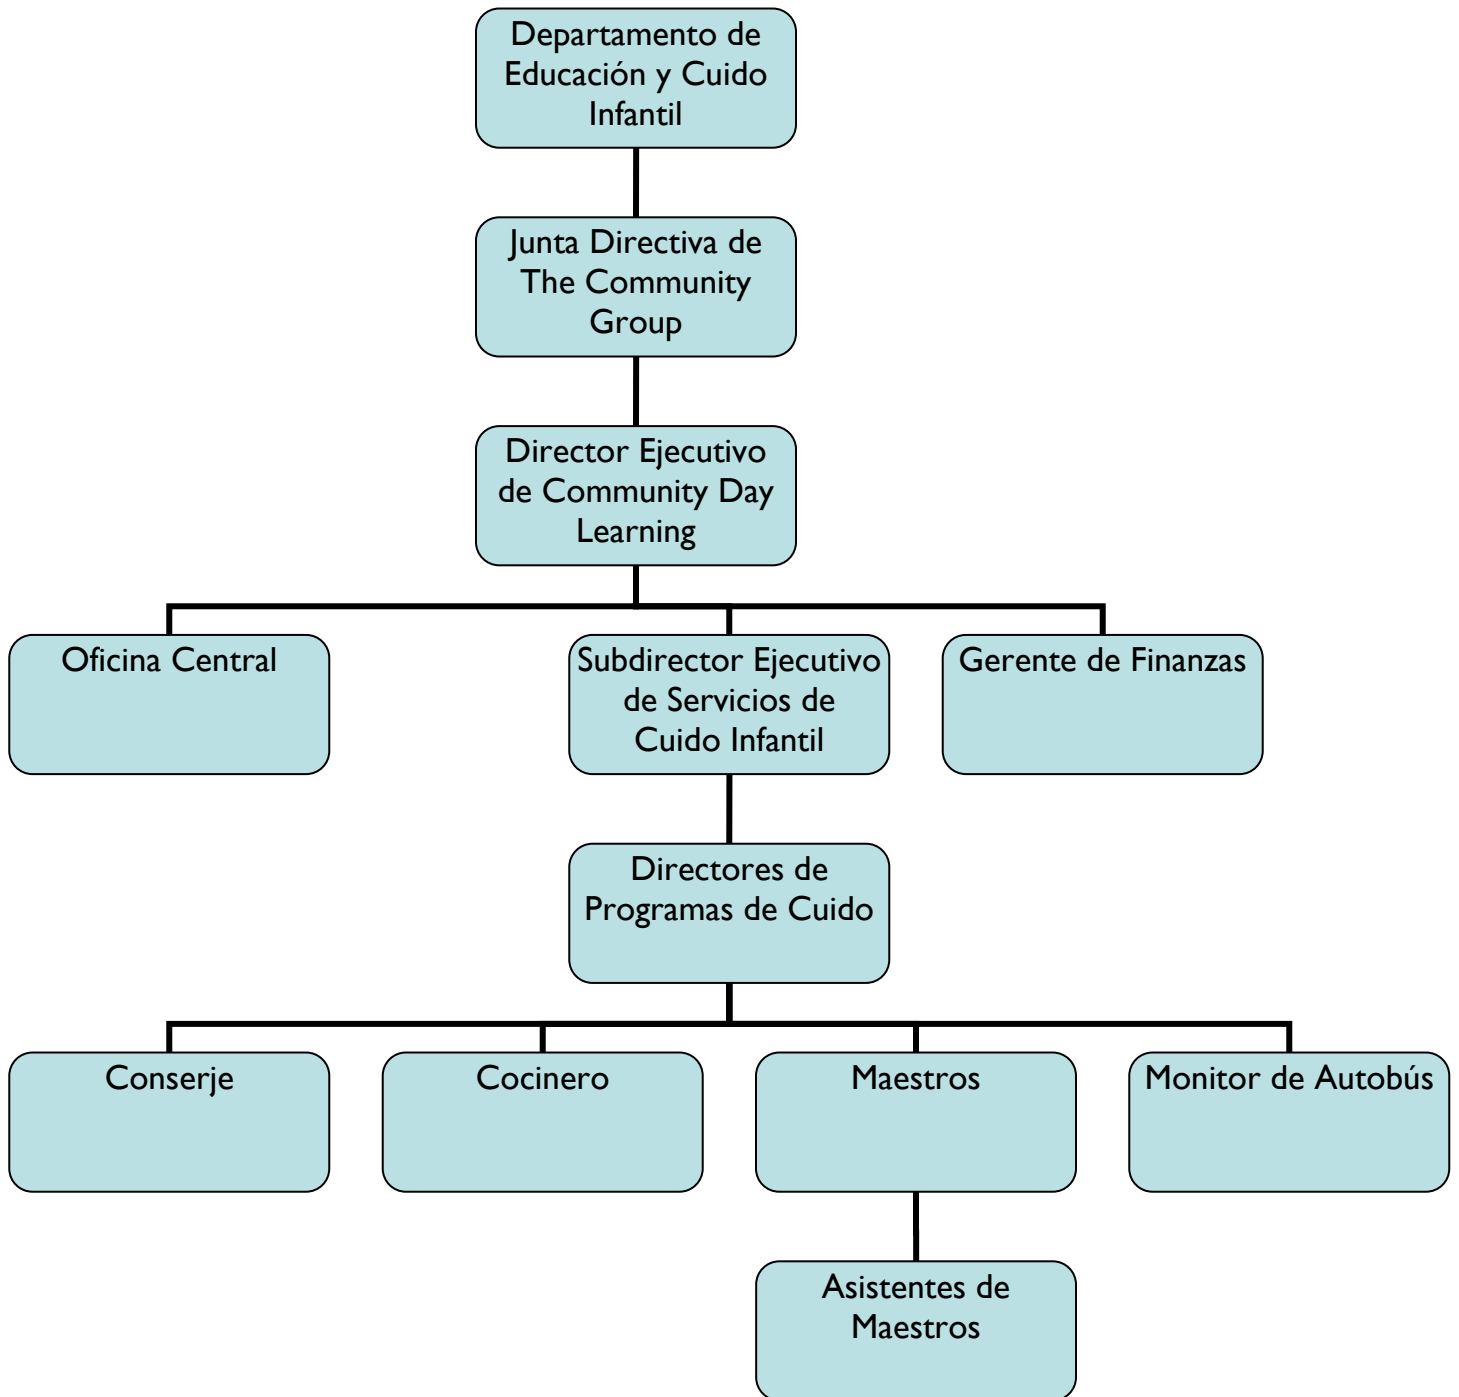 Departamento de
Educación y Cuido
Infantil
Junta Directiva de
The Community
Group
Director Ejecutivo
de Community Day
Learning
Oficina Central
Subdirector Ejecutivo
de Servicios de
Cuido Infantil
Gerente de Finanzas
Directores de
Programas de Cuido
Conserje
Cocinero
Maestros
Monitor de Autobús
Asistentes de
Maestros